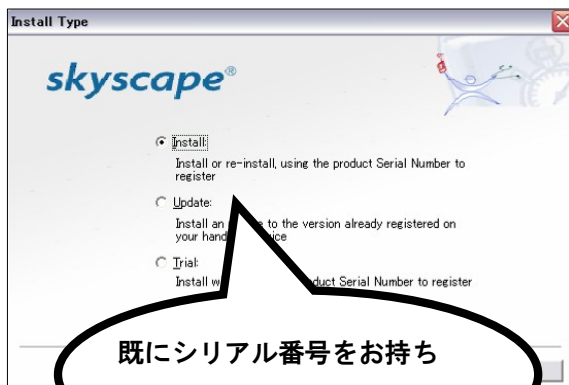 Install Type
skyscape®
Install:
Install or re-install, using the product Serial Number to
register
Update:
Install an to the version already registered on
your hand
Trial:
Install duct Serial Number to register
既にシリアル番号をお持ち